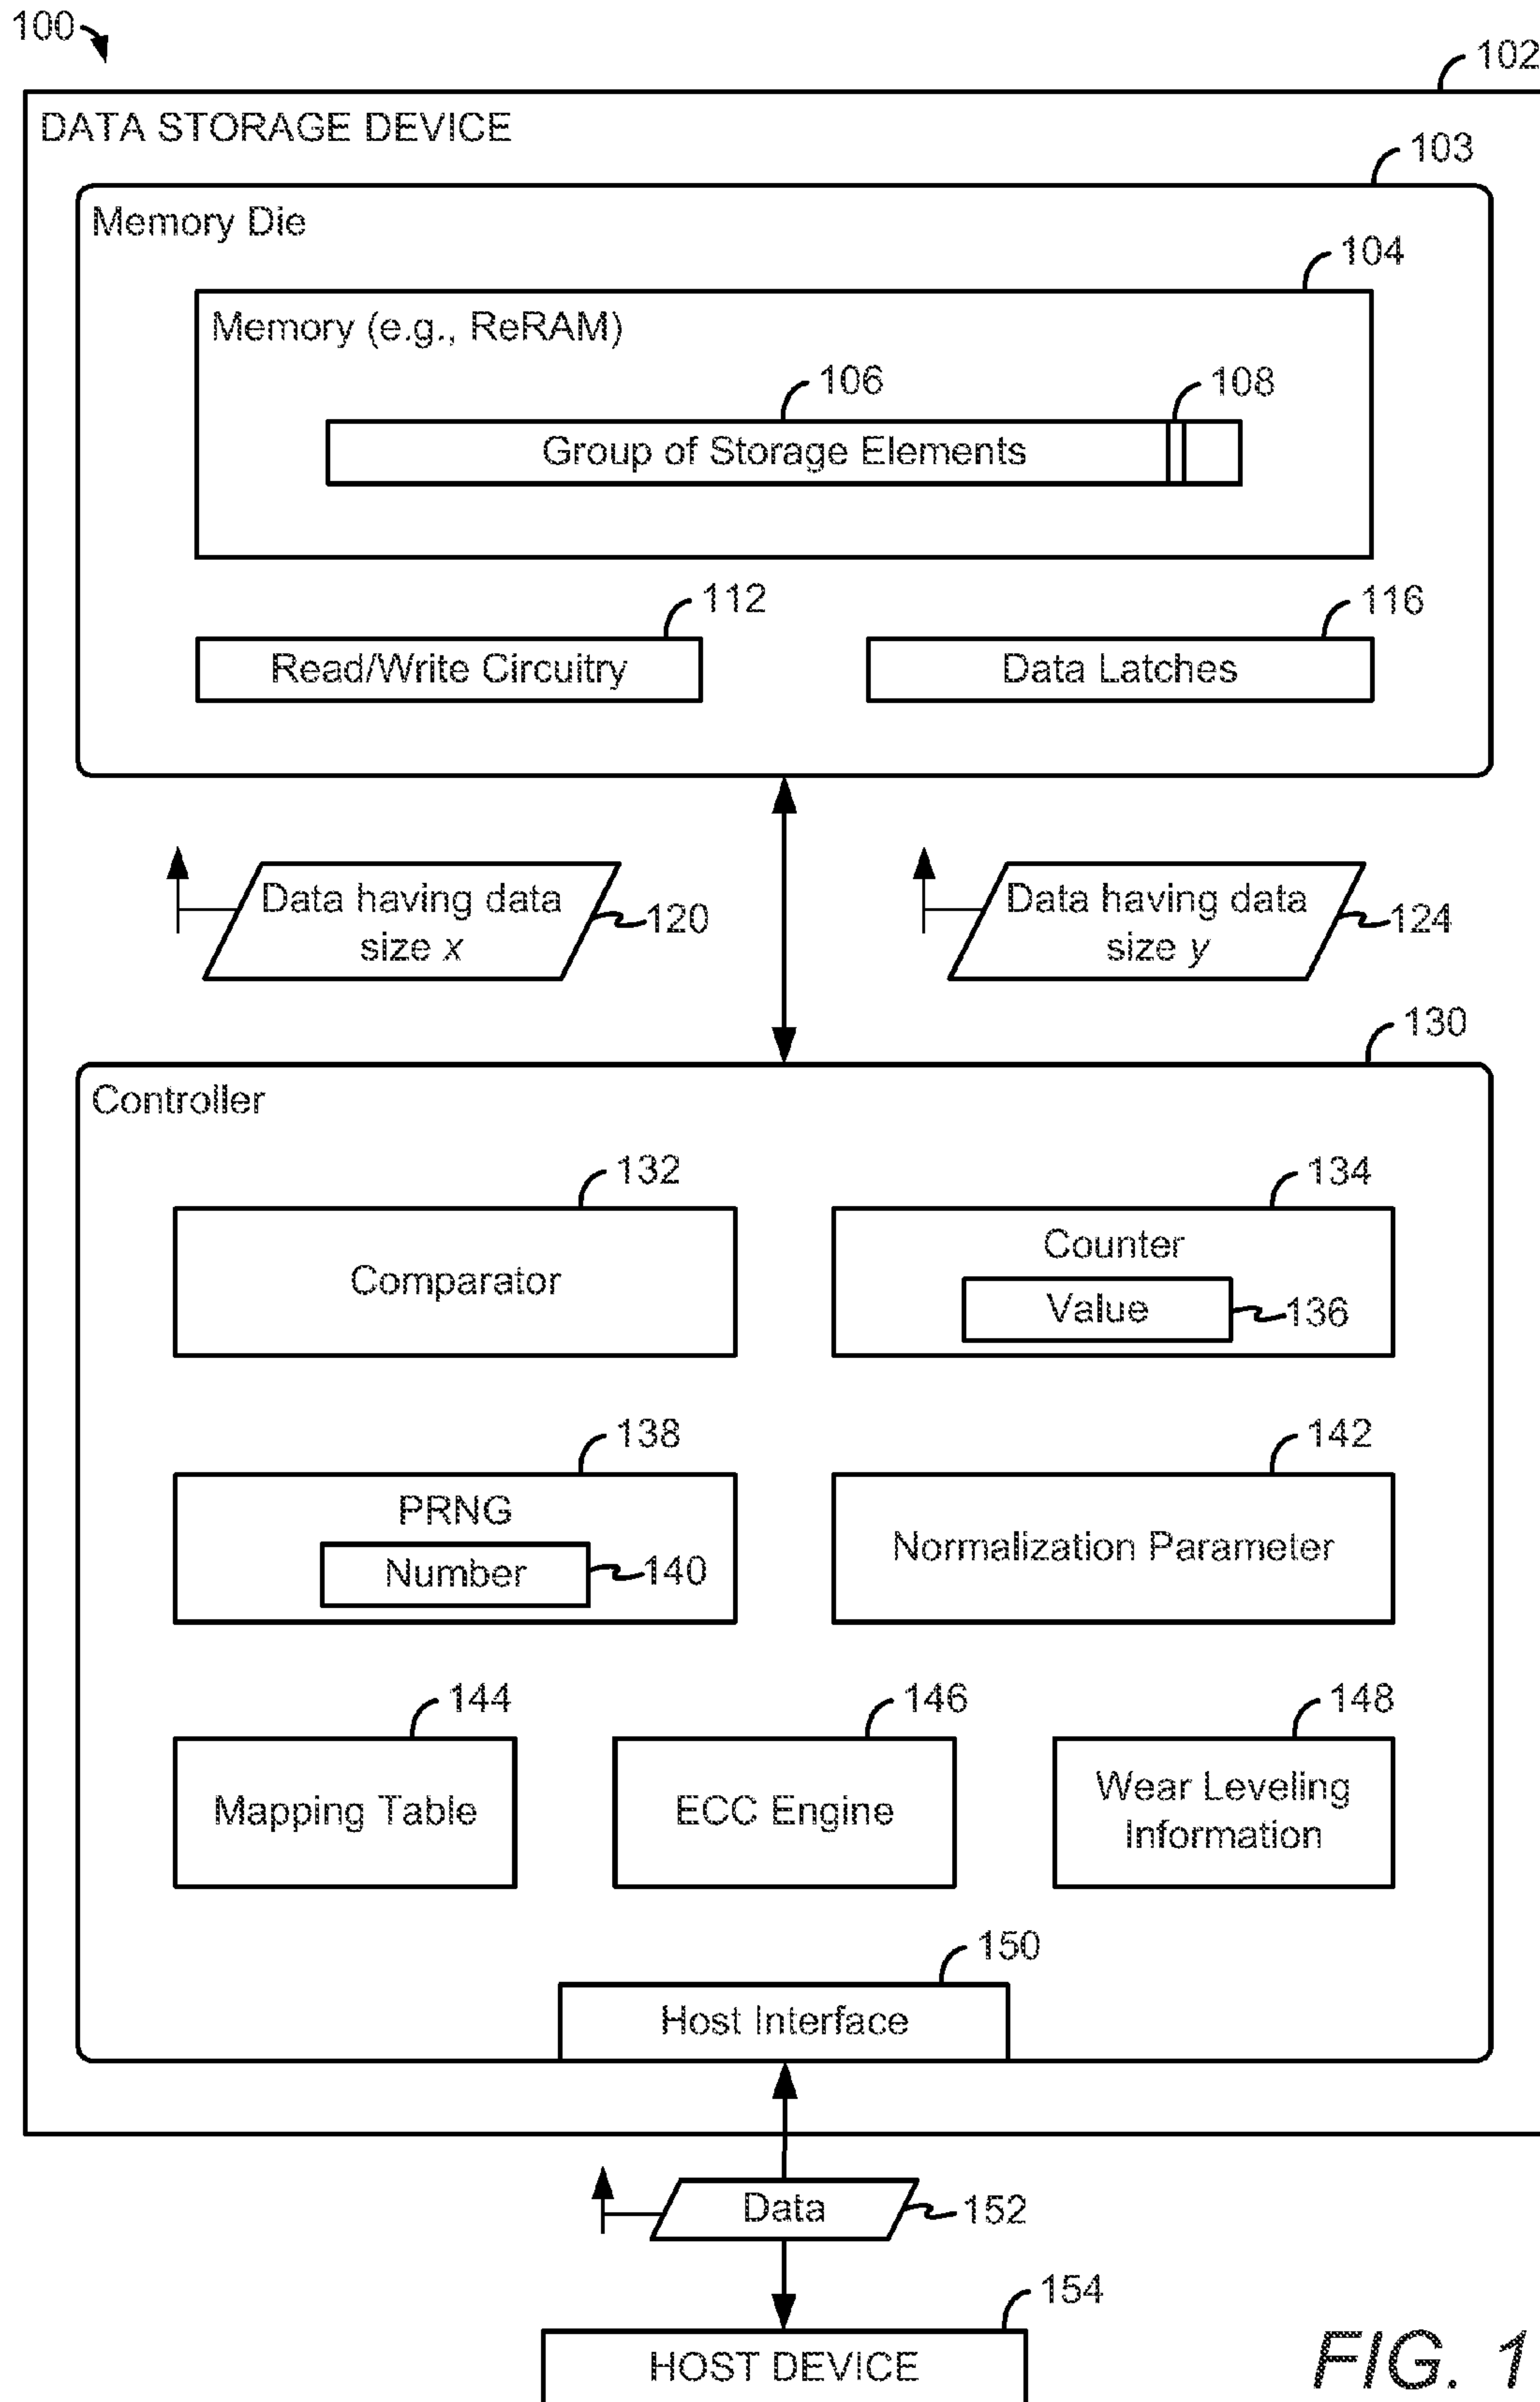 100
102
DATA STORAGE DEVICE
103
Memory Die
104
Memory (e.g., ReRAM)
106
108
Group of Storage Elements
112
116
Read/Write Circuitry
Data Latches
Data having data
size x
120
Data having data
size y
124
130
Controller
132
134
Comparator
Counter
Value
136
138
142
PRNG
Number
140
Normalization Parameter
144
146
148
Mapping Table
ECC Engine
Wear Leveling
Information
150
Host Interface
Data
152
154
HOST DEVICE
FIG. 1